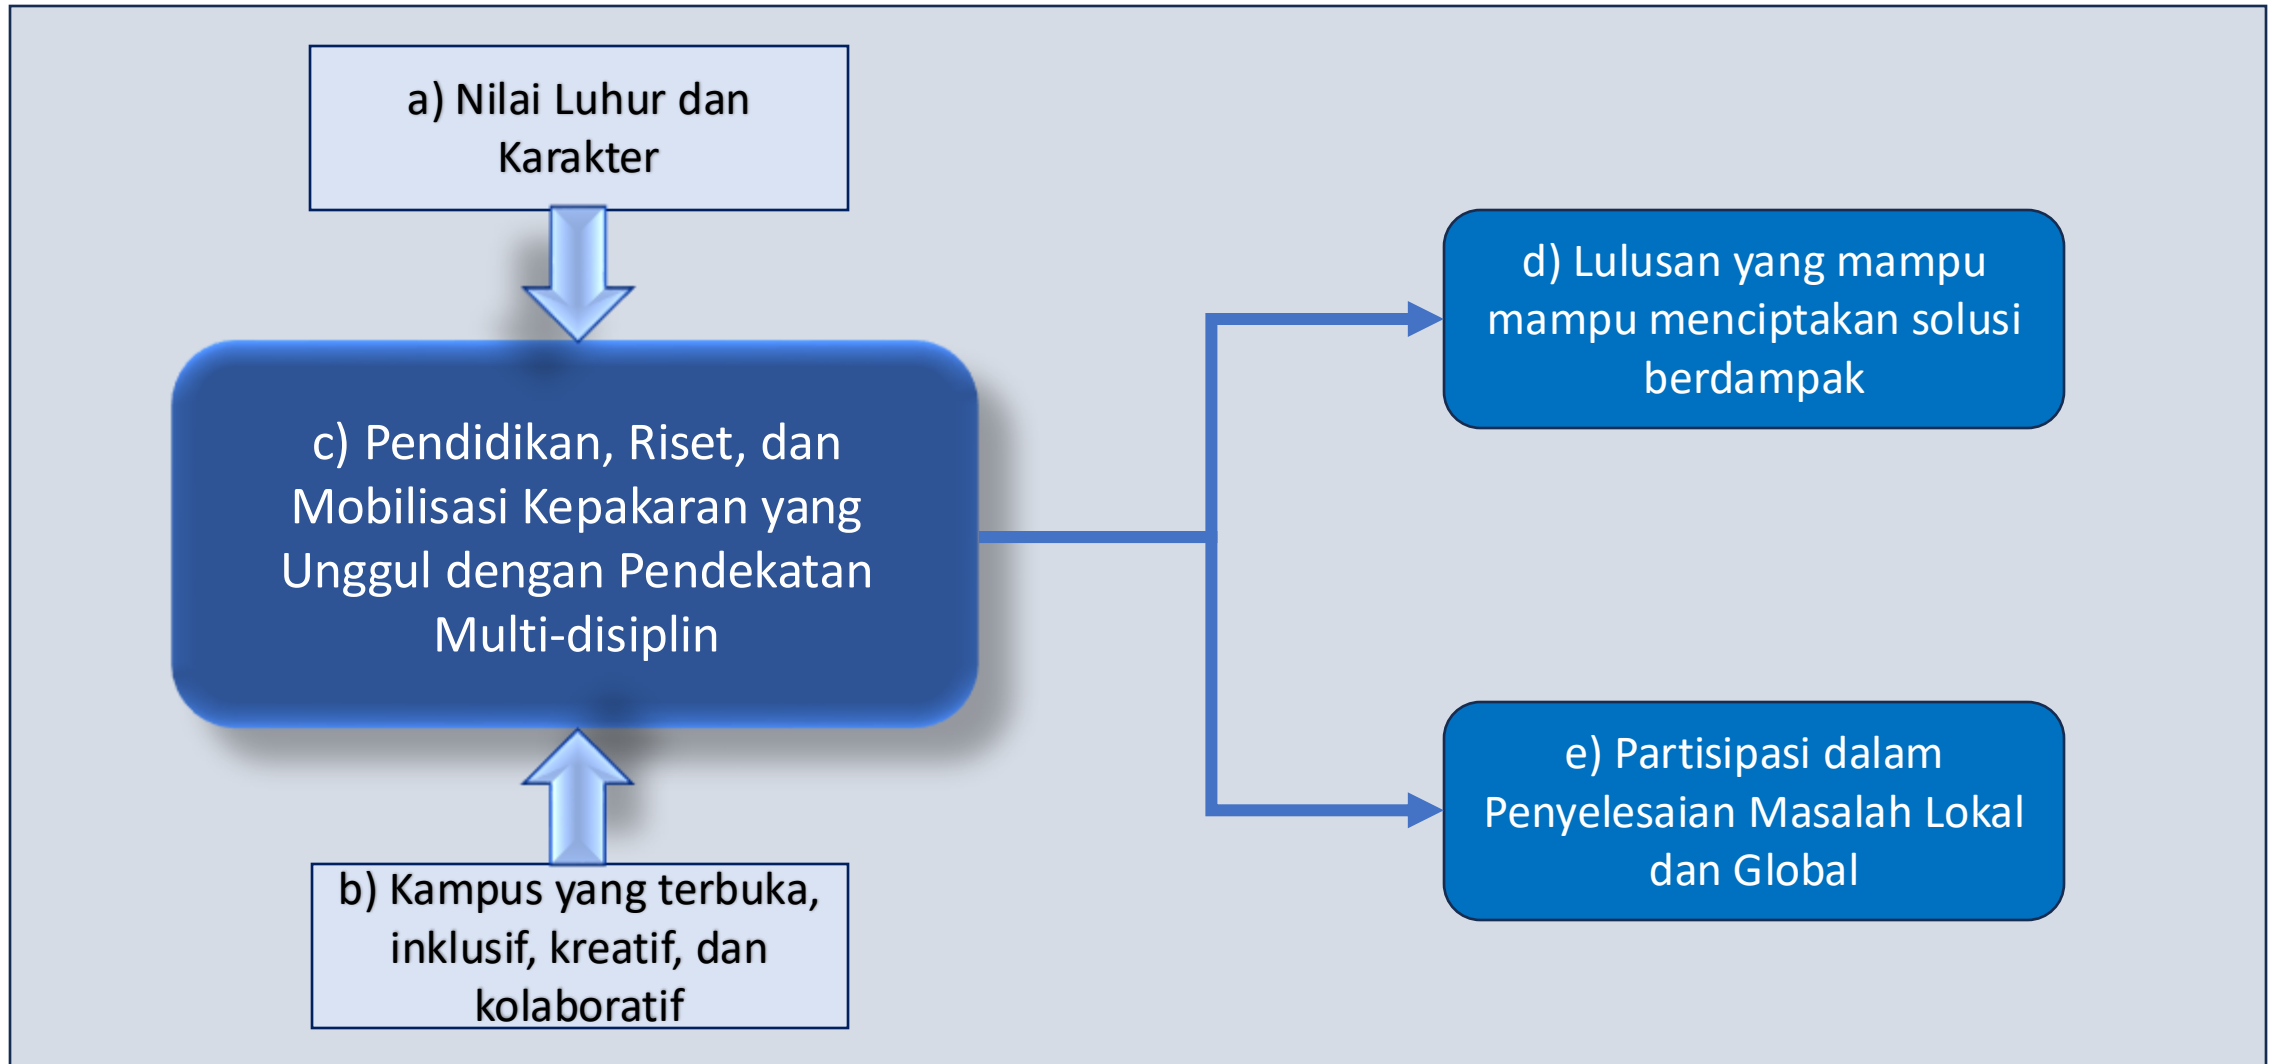 a) Nilai Luhur dan
Karakter
c) Pendidikan, Riset, dan
Mobilisasi Kepakaran yang
Unggul dengan Pendekatan
Multi-disiplin
b) Kampus yang terbuka,
inklusif, kreatif, dan
kolaboratif
d) Lulusan yang mampu
mampu menciptakan solusi
berdampak
e) Partisipasi dalam
Penyelesaian Masalah Lokal
dan Global